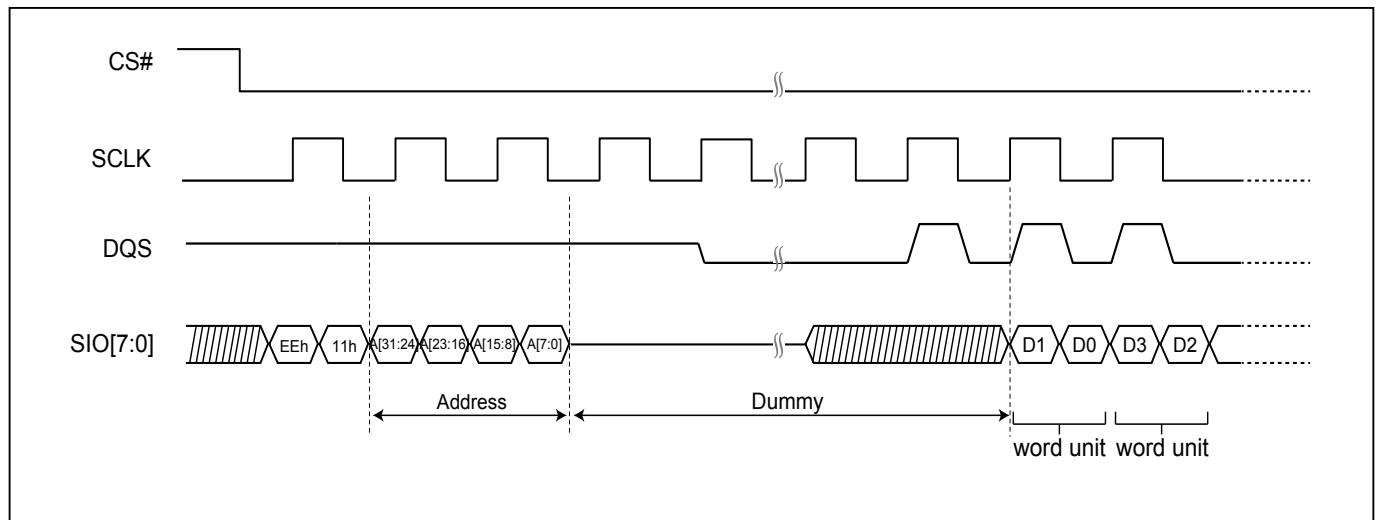 CS#
SCLK
DQS
SIO[7:0] EEh 11h A[31:24] A[23:16] A[15:8] A[7:0] D1 D0 D3 D2
Address Dummy
word unit word unit